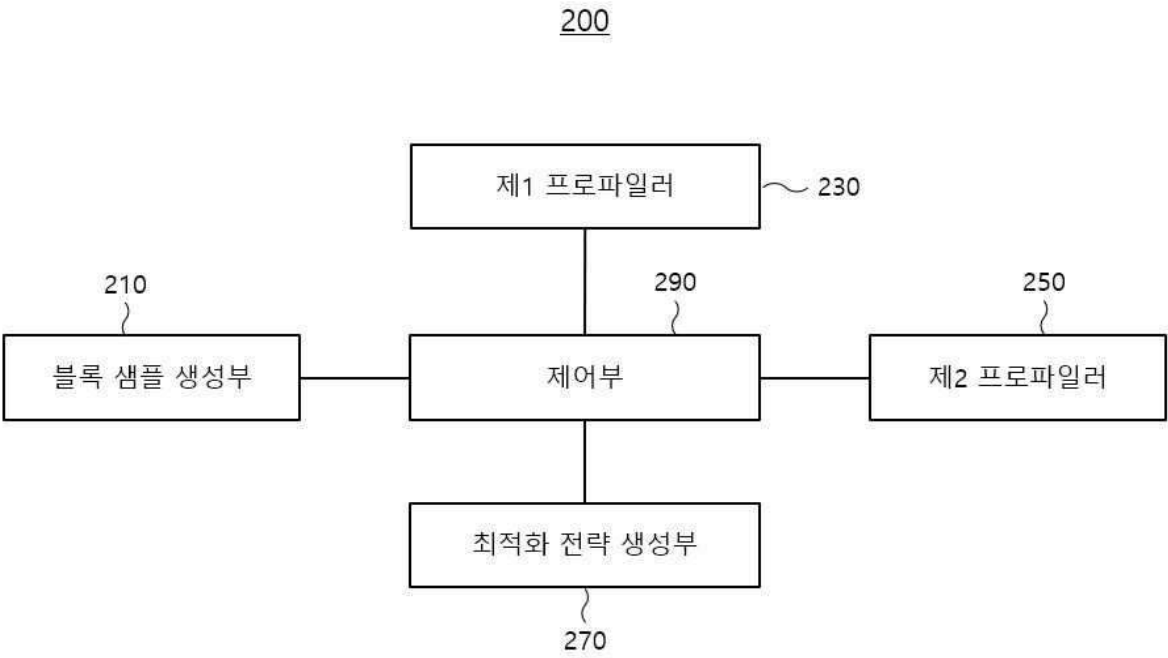 200
제1 프로파일러
230
210
290
250
블록 샘플 생성부
제어부
제2 프로파일러
최적화 전략 생성부
270